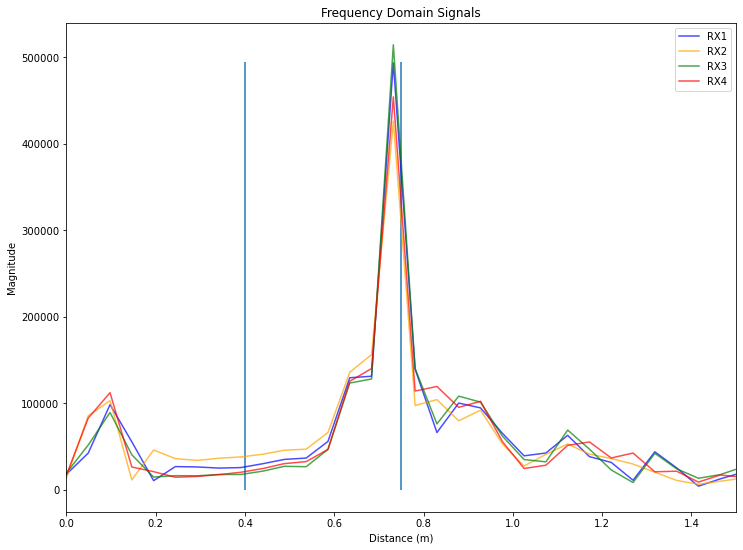 Frequency Domain Signals
RX1
RX2
RX3
RX4
Magnitude
500000
400000
300000
200000
100000
0
0.0 0.2 0.4 0.6 0.8 1.0 1.2 1.4
Distance (m)